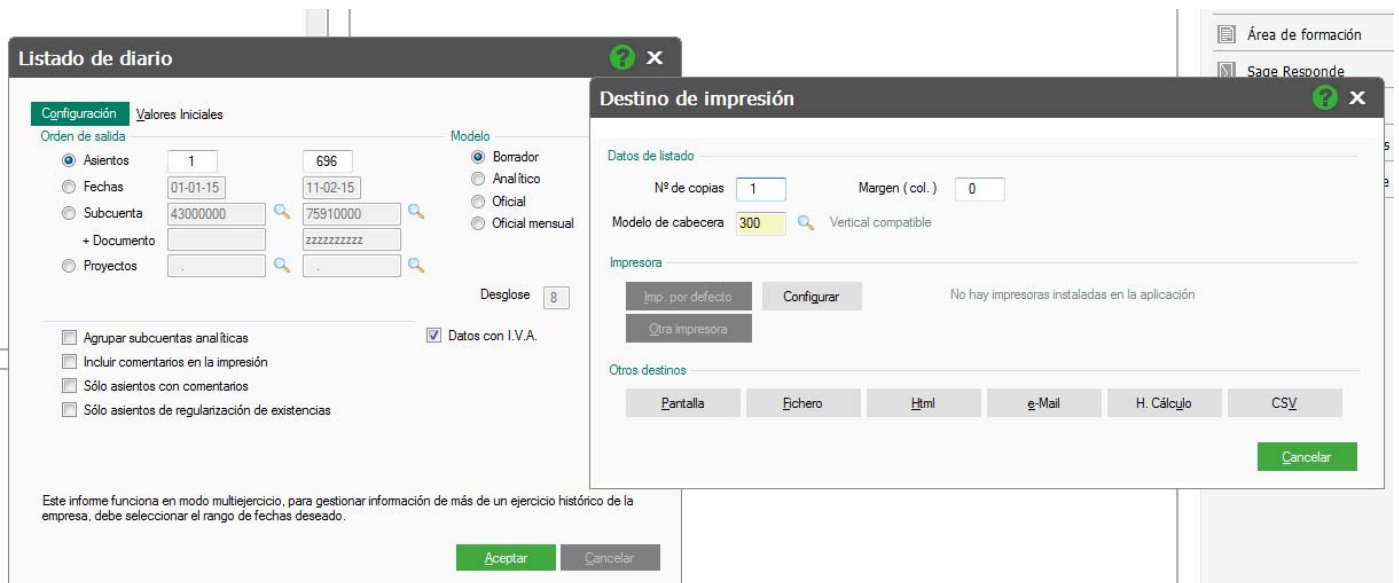 Área de formación
Sage Responde
s
e
Listado de diario
? x
Configuración Valores Iniciales
Orden de salida
Asientos 1 696
Fechas 01-01-15 11-02-15
Subcuenta 43000000 75910000
+ Documento zzzzzzzzzz
Proyectos . .
Modelo
Borrador
Analítico
Oficial
Oficial mensual
Desglose 8
Agrupar subcuentas analíticas
Datos con I.V.A.
Incluir comentarios en la impresión
Sólo asientos con comentarios
Sólo asientos de regularización de existencias
Este informe funciona en modo multiejercicio, para gestionar información de más de un ejercicio histórico de la
empresa, debe seleccionar el rango de fechas deseado.
Aceptar Cancelar
Destino de impresión
? x
Datos de listado
Nº de copias 1 Margen ( col. ) 0
Modelo de cabecera 300 Vertical compatible
Impresora
Imp. por defecto Configurar No hay impresoras instaladas en la aplicación
Otra impresora
Otros destinos
Pantalla Fichero Html e-Mail H. Cálculo CSV
Cancelar